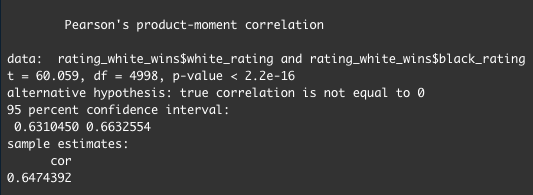 Pearson's product-moment correlation
data:  rating_white_wins$white_rating and rating_white_wins$black_rating
t = 60.059, df = 4998, p-value < 2.2e-16
alternative hypothesis: true correlation is not equal to 0
95 percent confidence interval:
 0.6310450 0.6632554
sample estimates:
      cor
0.6474392